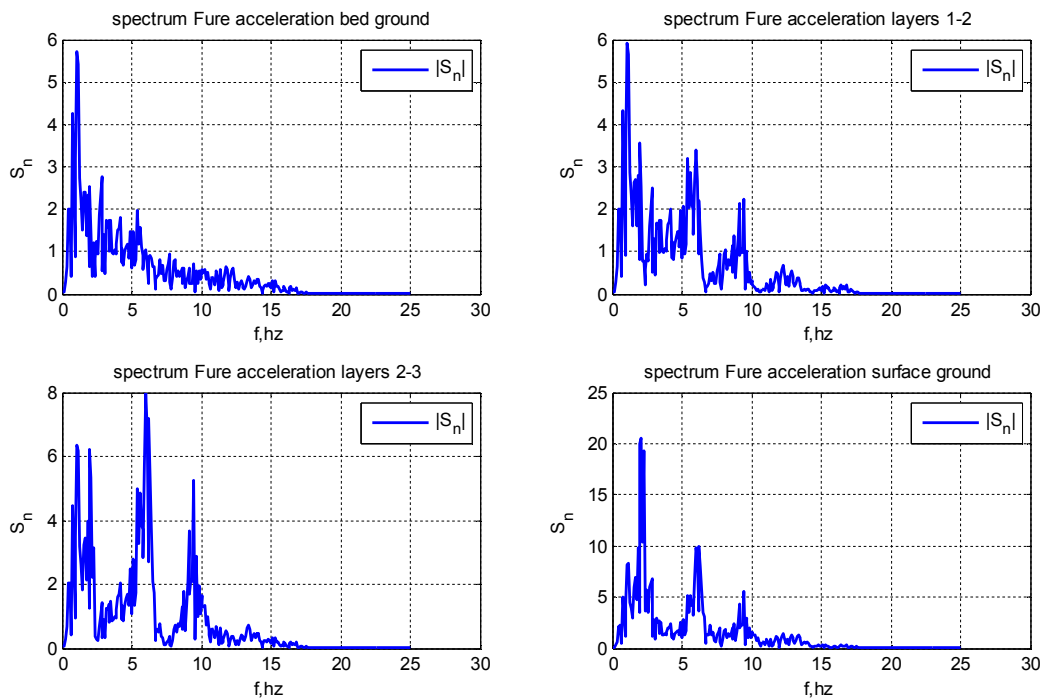 spectrum Fure acceleration bed ground
6
5
4
3
2
1
0
S_n
|S_n|
0 5 10 15 20 25 30
f,hz
spectrum Fure acceleration layers 1-2
6
5
4
3
2
1
0
S_n
|S_n|
0 5 10 15 20 25 30
f,hz
spectrum Fure acceleration layers 2-3
8
6
4
2
0
S_n
|S_n|
0 5 10 15 20 25 30
f,hz
spectrum Fure acceleration surface ground
25
20
15
10
5
0
S_n
|S_n|
0 5 10 15 20 25 30
f,hz